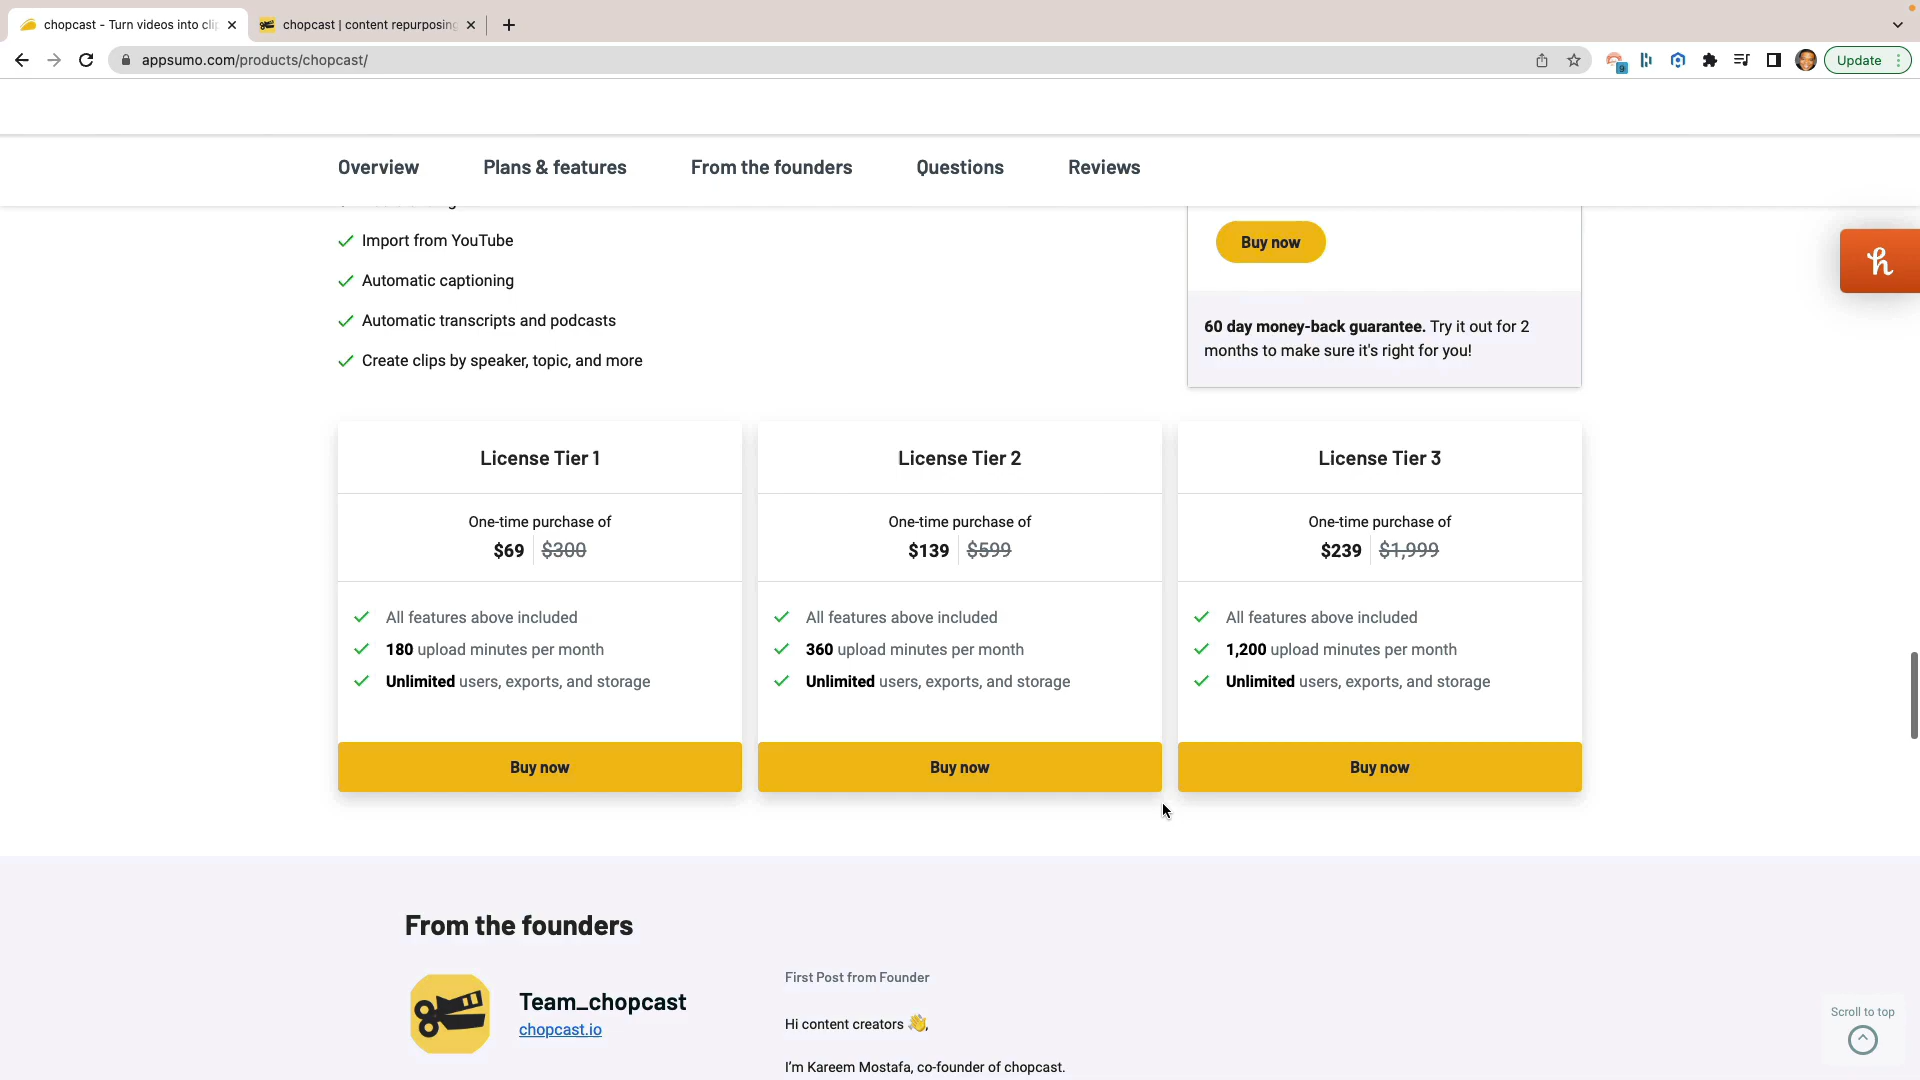 chopcast - Turn videos into cli
chopcast | content repurposing
appsumo.com/products/chopcast/
9
Update
Overview
Plans & features
From the founders
Questions
Reviews
Import from YouTube
Automatic captioning
Automatic transcripts and podcasts
Create clips by speaker, topic, and more
Buy now
60 day money-back guarantee. Try it out for 2
months to make sure it's right for you!
License Tier 1
One-time purchase of
$69 $300
All features above included
180 upload minutes per month
Unlimited users, exports, and storage
Buy now
License Tier 2
One-time purchase of
$139 $599
All features above included
360 upload minutes per month
Unlimited users, exports, and storage
Buy now
License Tier 3
One-time purchase of
$239 $1,999
All features above included
1,200 upload minutes per month
Unlimited users, exports, and storage
Buy now
From the founders
Team_chopcast
chopcast.io
First Post from Founder
Hi content creators 👋,
I'm Kareem Mostafa, co-founder of chopcast.
Scroll to top